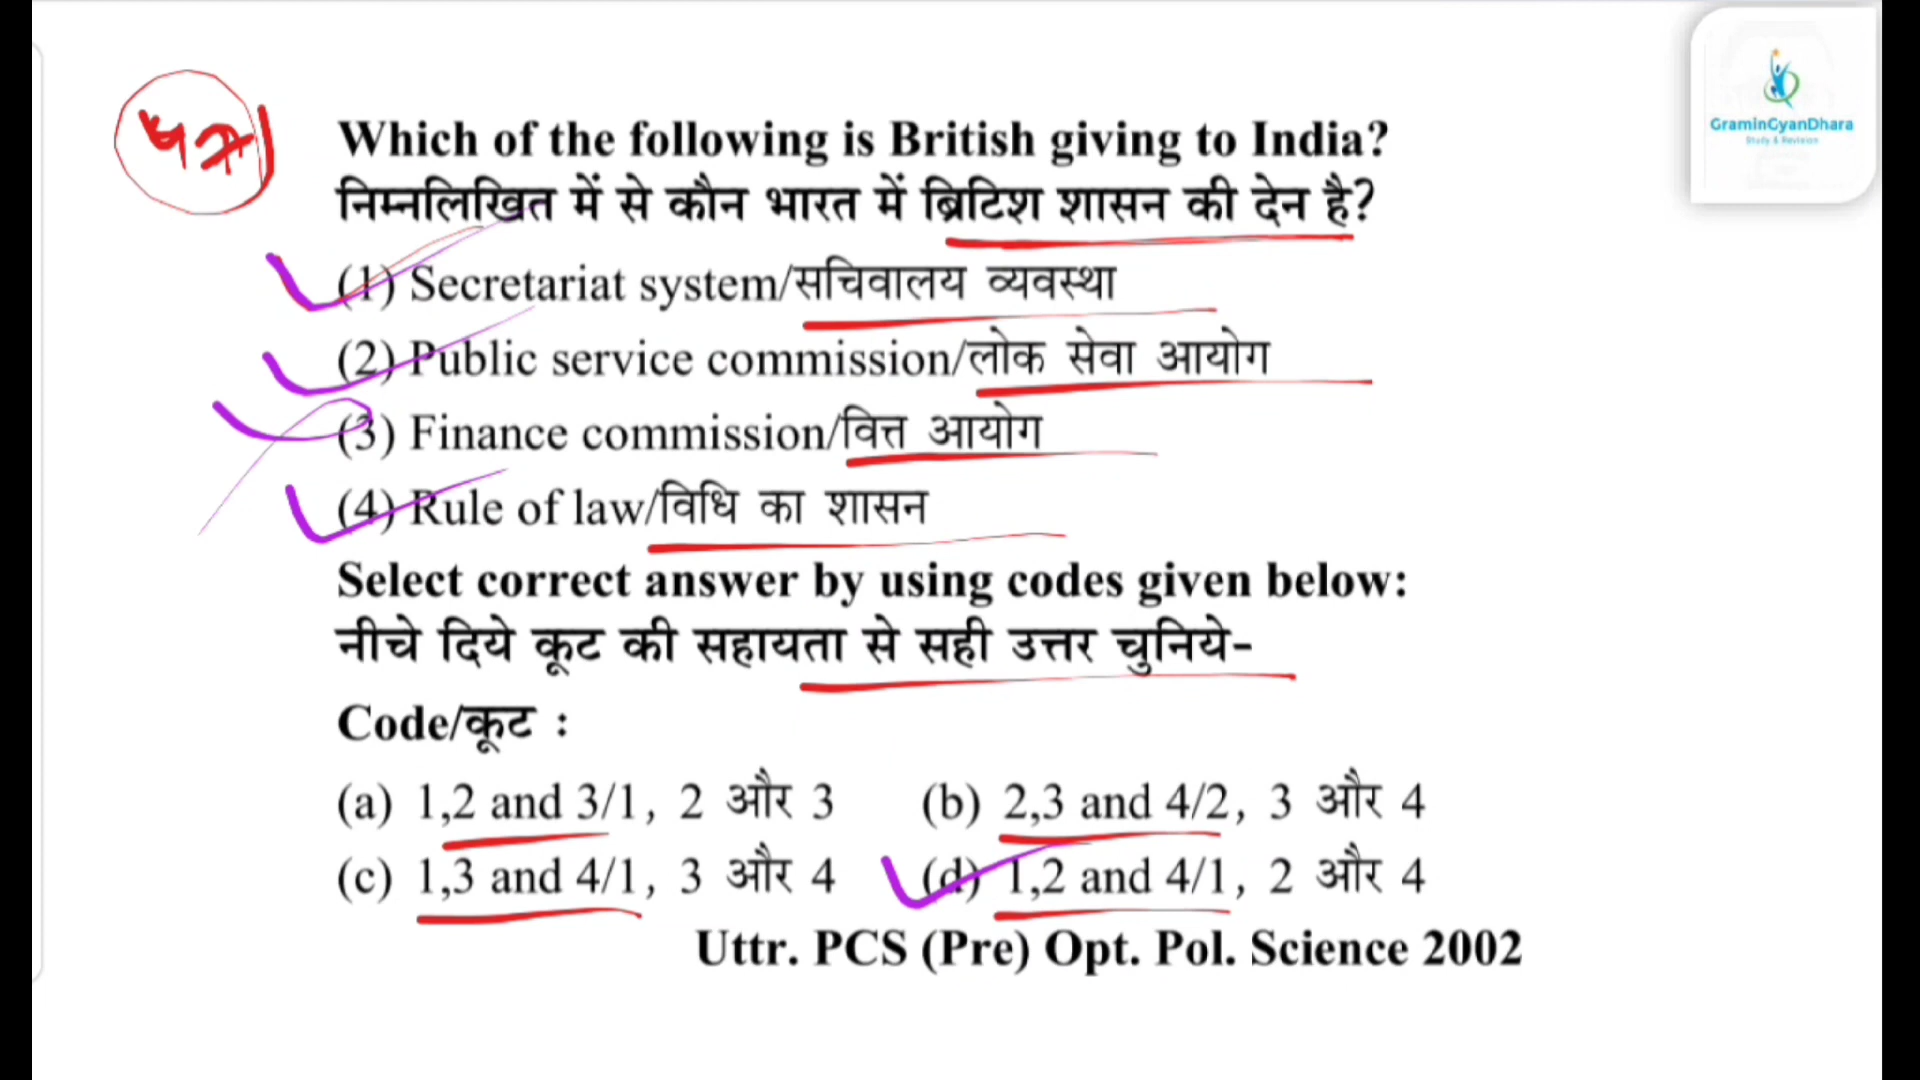 GraminGyanDhara
Study & Revision
Which of the following is British giving to India?
निम्नलिखित में से कौन भारत में ब्रिटिश शासन की देन है?
(1) Secretariat system/सचिवालय व्यवस्था
(2) Public service commission/लोक सेवा आयोग
(3) Finance commission/वित्त आयोग
(4) Rule of law/विधि का शासन
Select correct answer by using codes given below:
नीचे दिये कूट की सहायता से सही उत्तर चुनिये-
Code/कूट :
(a) 1,2 and 3/1, 2 और 3 (b) 2,3 and 4/2, 3 और 4
(c) 1,3 and 4/1, 3 और 4 (d) 1,2 and 4/1, 2 और 4
Uttr. PCS (Pre) Opt. Pol. Science 2002